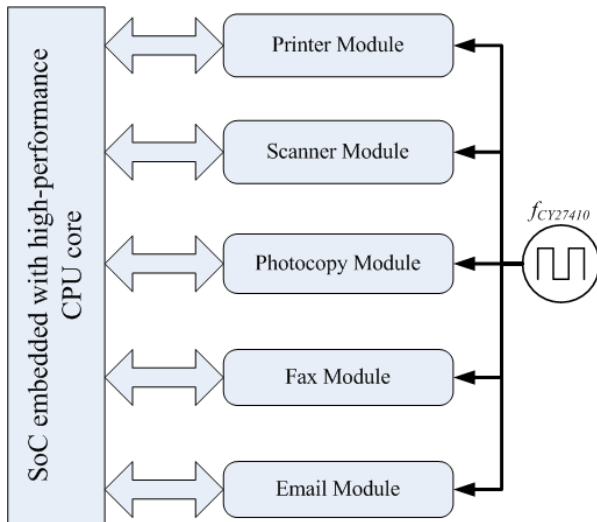 SoC embedded with high-performance
CPU core
Printer Module
Scanner Module
Photocopy Module
Fax Module
Email Module
fCY27410